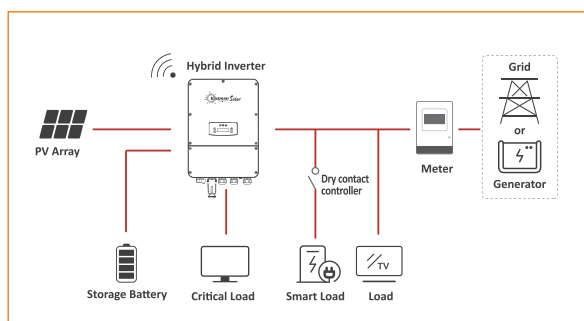 Hybrid Inverter
Grid
Solar
PV Array
or
Meter
Dry contact
controller
Generator
TV
Storage Battery
Critical Load
Smart Load
Load